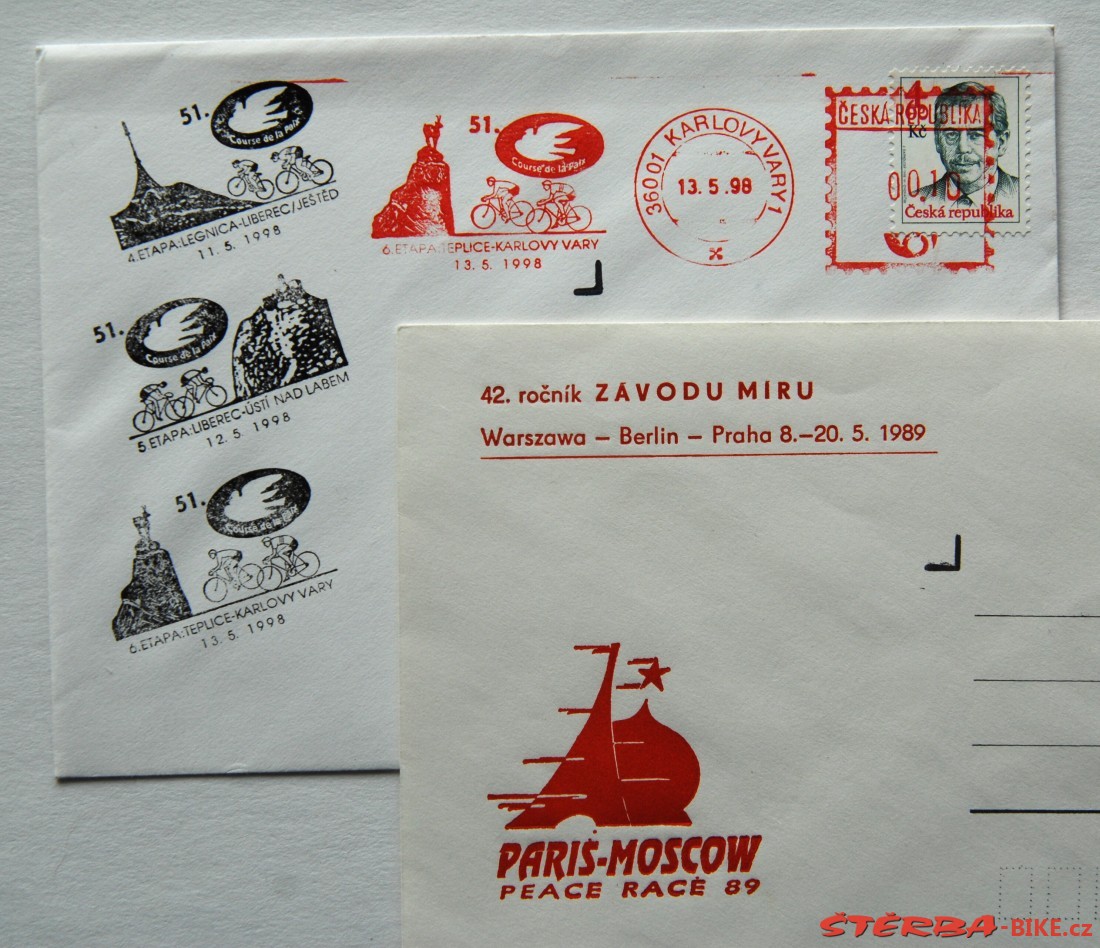 51.
Course de la Paix
4.ETAPA:LEGNICA-LIBEREC/JEŠTĚD
11. 5. 1998
51.
Course de la Paix
6.ETAPA:TEPLICE-KARLOVY VARY
13. 5. 1998
360 01 KARLOVY VARY 1
13.5.98
ČESKÁ REPUBLIKA
Kč
00.10
Česká republika
51.
Course de la Paix
5.ETAPA:LIBEREC-ÚSTÍ NAD LABEM
12. 5. 1998
51.
Course de la Paix
6.ETAPA:TEPLICE-KARLOVY VARY
13. 5. 1998
42. ročník ZÁVODU MÍRU
Warszawa – Berlin – Praha 8.–20. 5. 1989
PARIS-MOSCOW
PEACE RACE 89
ŠTĚRBA-BIKE.cz